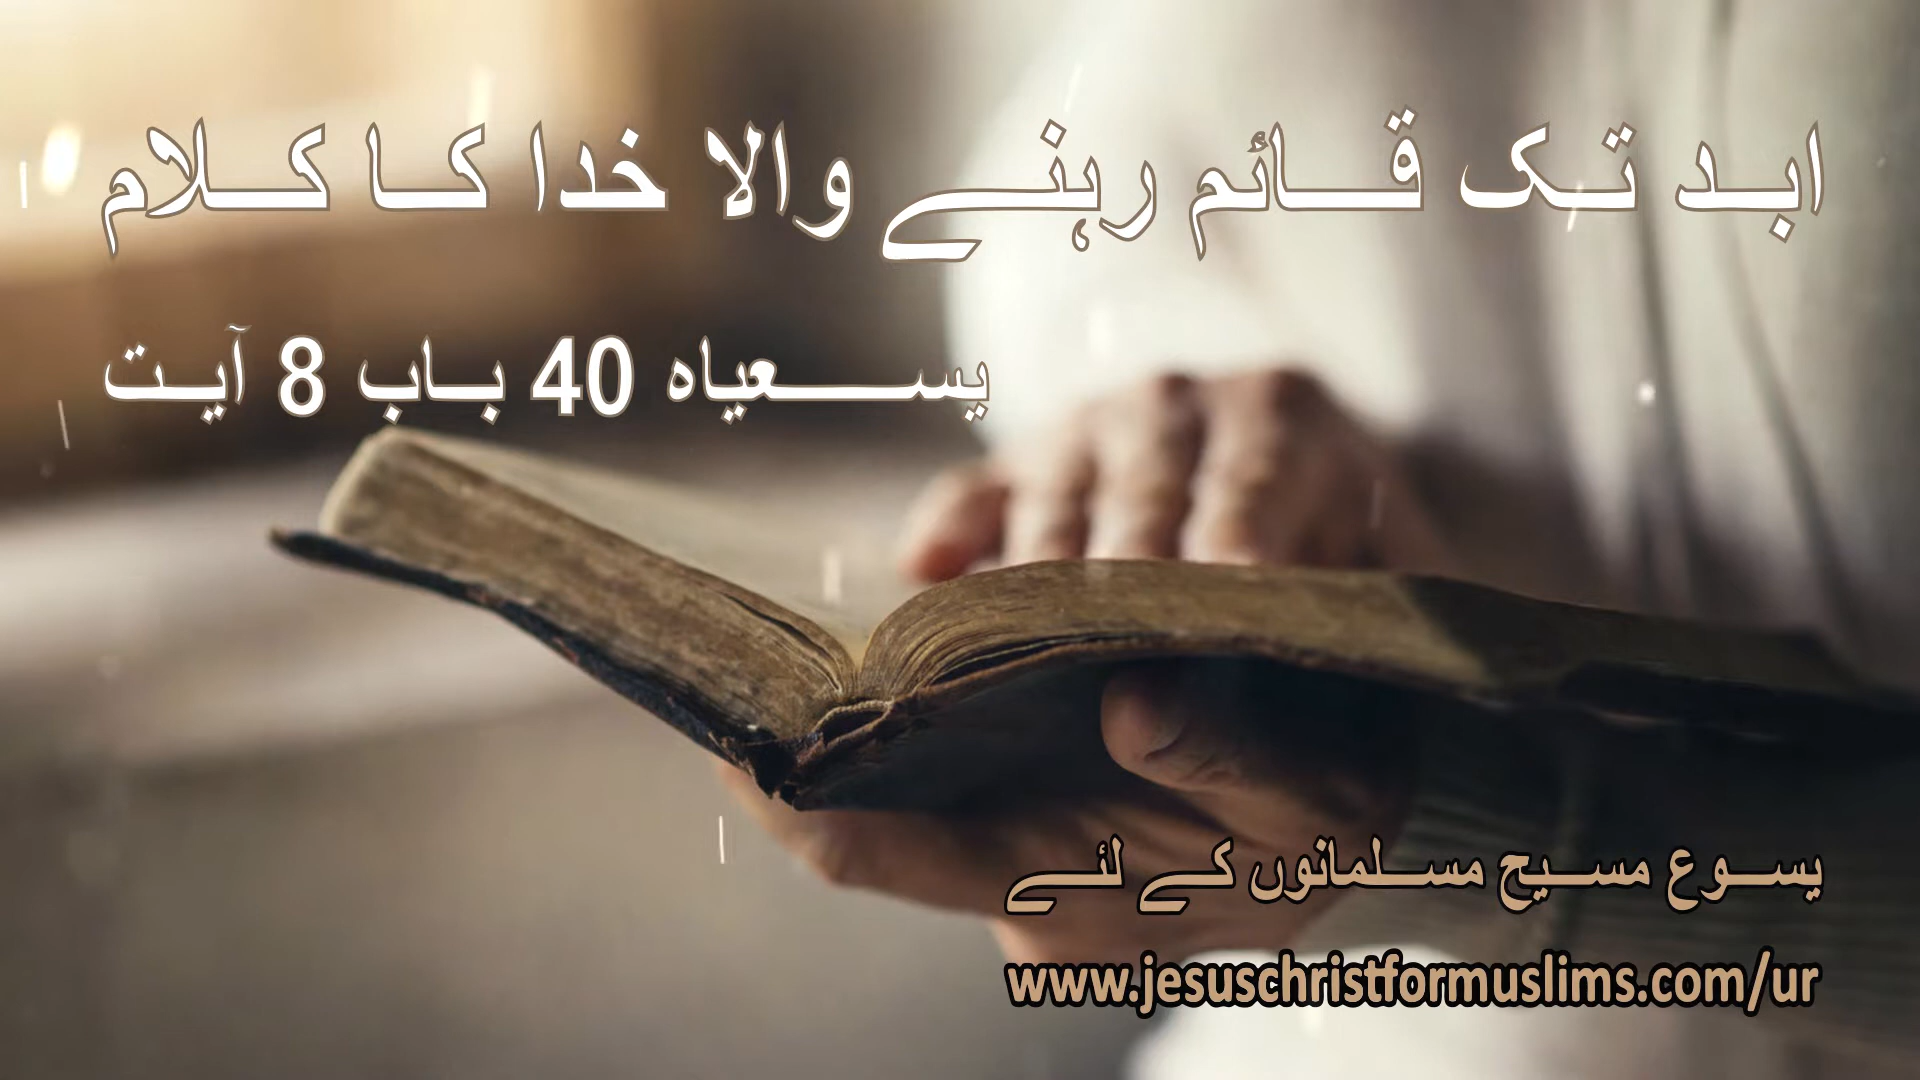 ابد تک قائم رہنے والا خدا کا کلام
یسعیاہ 40 باب 8 آیت
یسوع مسیح مسلمانوں کے لئے
www.jesuschristformuslims.com/ur